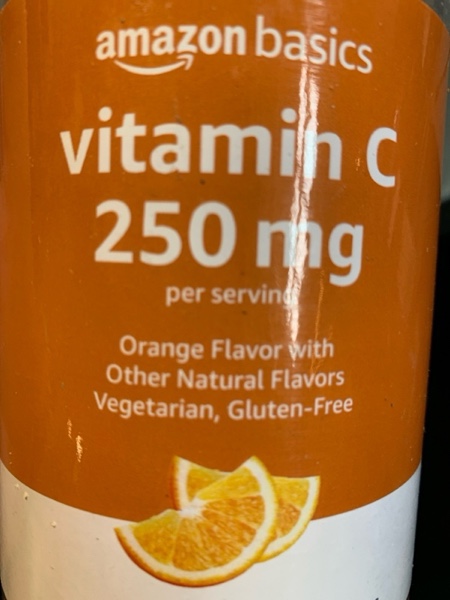 amazon basics
vitamin C
250 mg
per serving
Orange Flavor with
Other Natural Flavors
Vegetarian, Gluten-Free